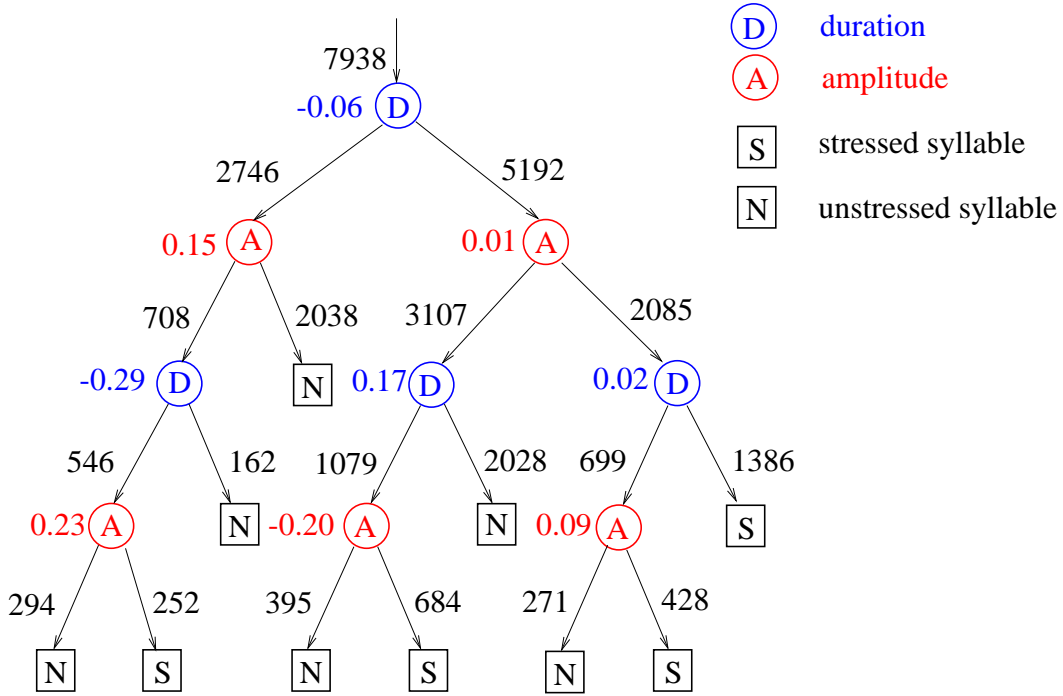 7938
-0.06 D
D duration
A amplitude
S stressed syllable
N unstressed syllable
2746 5192
0.15 A 0.01 A
708 2038 3107 2085
-0.29 D N 0.17 D 0.02 D
546 162 1079 2028 699 1386
0.23 A N -0.20 A N 0.09 A S
294 252 395 684 271 428
N S N S N S